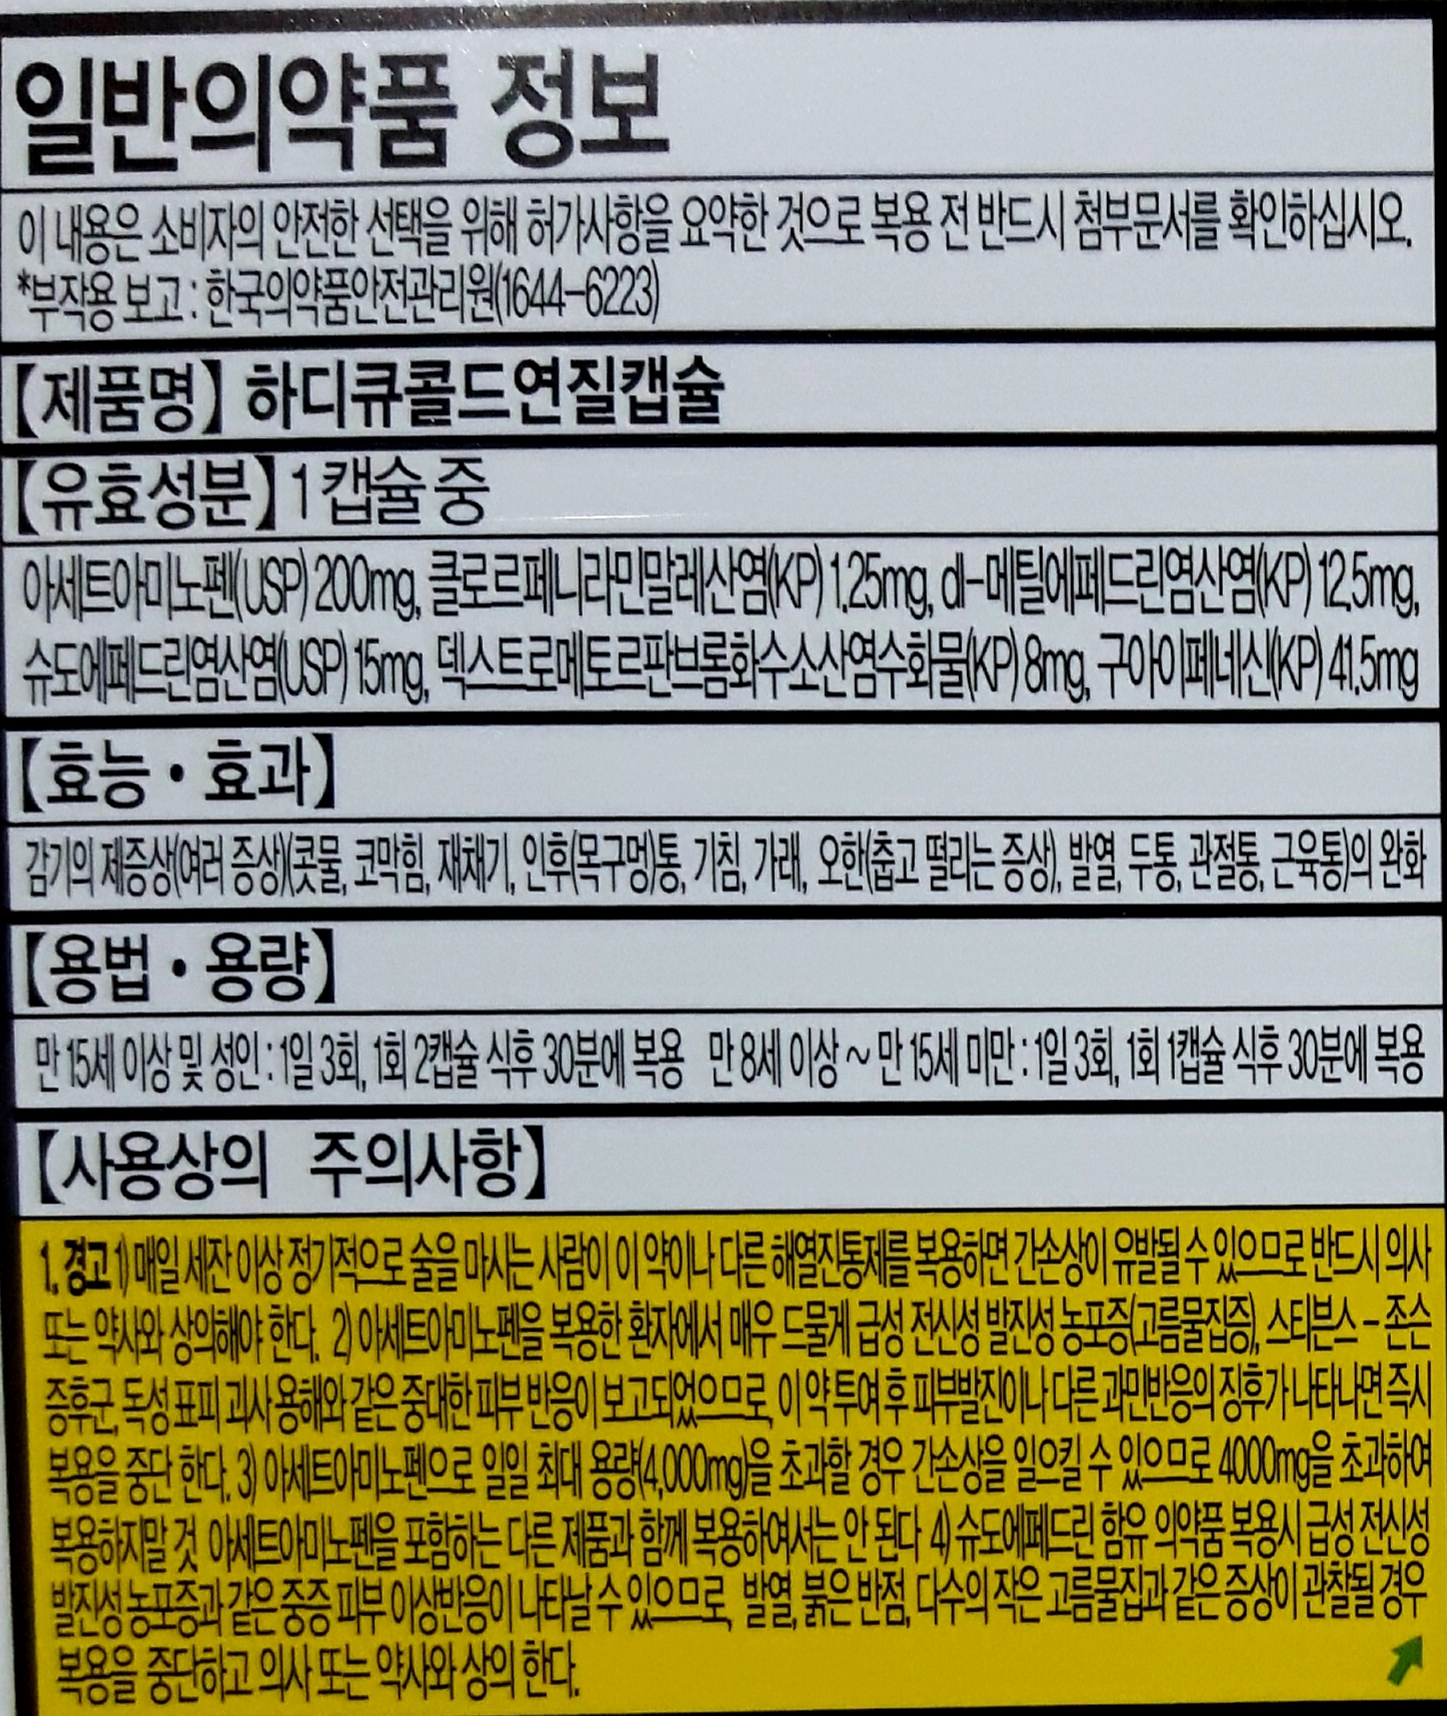 일반의약품 정보
이 내용은 소비자의 안전한 선택을 위해 허가사항을 요약한 것으로 복용 전 반드시 첨부문서를 확인하십시오.
*부작용 보고 : 한국의약품안전관리원(1644-6223)
【제품명】 하디큐콜드연질캡슐
【유효성분】 1 캡슐 중
아세트아미노펜(USP) 200mg, 클로르페니라민말레산염(KP) 1.25mg, dl-메틸에페드린염산염(KP) 12.5mg,
슈도에페드린염산염(USP) 15mg, 덱스트로메토르판브롬화수소산염수화물(KP) 8mg, 구아이페네신(KP) 41.5mg
【효능 • 효과】
감기의 제증상(여러 증상)(콧물, 코막힘, 재채기, 인후(목구멍)통, 기침, 가래, 오한(춥고 떨리는 증상), 발열, 두통, 관절통, 근육통)의 완화
【용법 • 용량】
만 15세 이상 및 성인 : 1일 3회, 1회 2캡슐 식후 30분에 복용 만 8세 이상 ~ 만 15세 미만 : 1일 3회, 1회 1캡슐 식후 30분에 복용
【사용상의 주의사항】
1. 경고 1) 매일 세잔 이상 정기적으로 술을 마시는 사람이 이 약이나 다른 해열진통제를 복용하면 간손상이 유발될 수 있으므로 반드시 의사
또는 약사와 상의해야 한다. 2) 아세트아미노펜을 복용한 환자에서 매우 드물게 급성 전신성 발진성 농포증(고름물집증), 스티븐스 - 존슨
증후군, 독성 표피 괴사 용해와 같은 중대한 피부 반응이 보고되었으므로, 이 약 투여 후 피부발진이나 다른 과민반응의 징후가 나타나면 즉시
복용을 중단 한다. 3) 아세트아미노펜으로 일일 최대 용량(4,000mg)을 초과할 경우 간손상을 일으킬 수 있으므로 4000mg을 초과하여
복용하지말 것 아세트아미노펜을 포함하는 다른 제품과 함께 복용하여서는 안 된다 4) 슈도에페드린 함유 의약품 복용시 급성 전신성
발진성 농포증과 같은 중증 피부 이상반응이 나타날 수 있으므로, 발열, 붉은 반점, 다수의 작은 고름물집과 같은 증상이 관찰될 경우
복용을 중단하고 의사 또는 약사와 상의 한다.